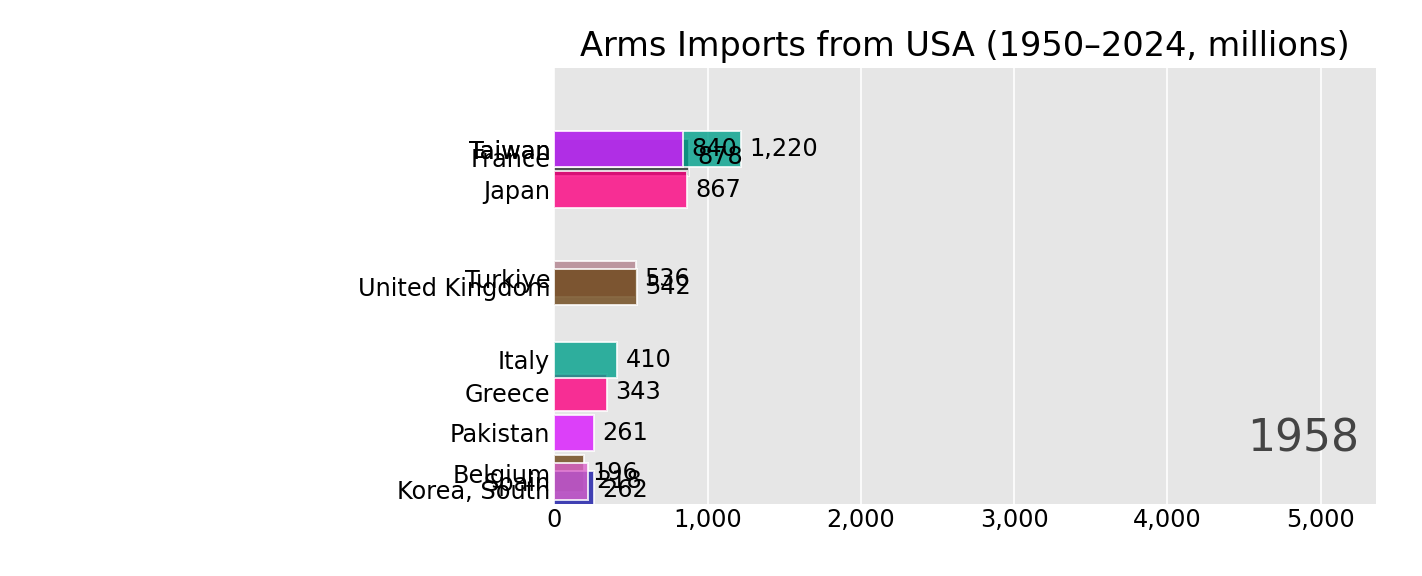 Arms Imports from USA (1950–2024, millions)
Taiwan 840 1,220
France 878
Japan 867
Turkiye 536
United Kingdom 542
Italy 410
Greece 343
Pakistan 261
1958
Belgium 196
Spain 218
Korea, South 262
0 1,000 2,000 3,000 4,000 5,000